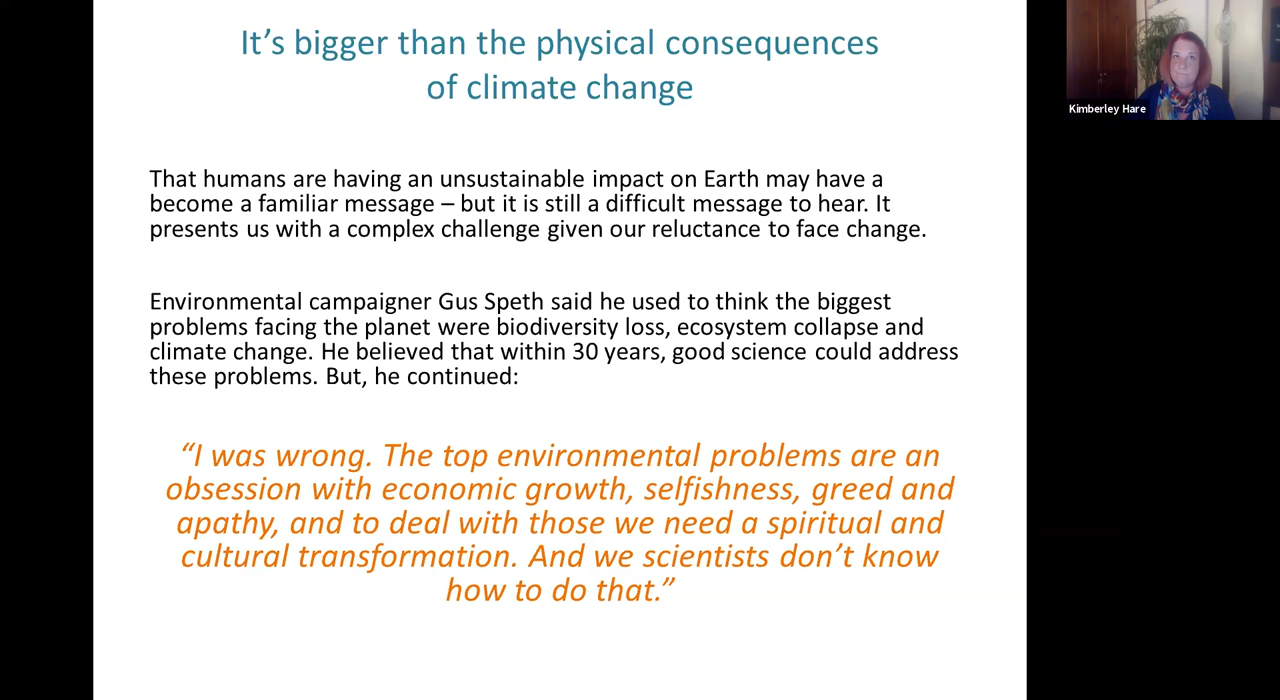 It’s bigger than the physical consequences
of climate change
That humans are having an unsustainable impact on Earth may have a
become a familiar message – but it is still a difficult message to hear. It
presents us with a complex challenge given our reluctance to face change.
Environmental campaigner Gus Speth said he used to think the biggest
problems facing the planet were biodiversity loss, ecosystem collapse and
climate change. He believed that within 30 years, good science could address
these problems. But, he continued:
“I was wrong. The top environmental problems are an
obsession with economic growth, selfishness, greed and
apathy, and to deal with those we need a spiritual and
cultural transformation. And we scientists don’t know
how to do that.”
Kimberley Hare